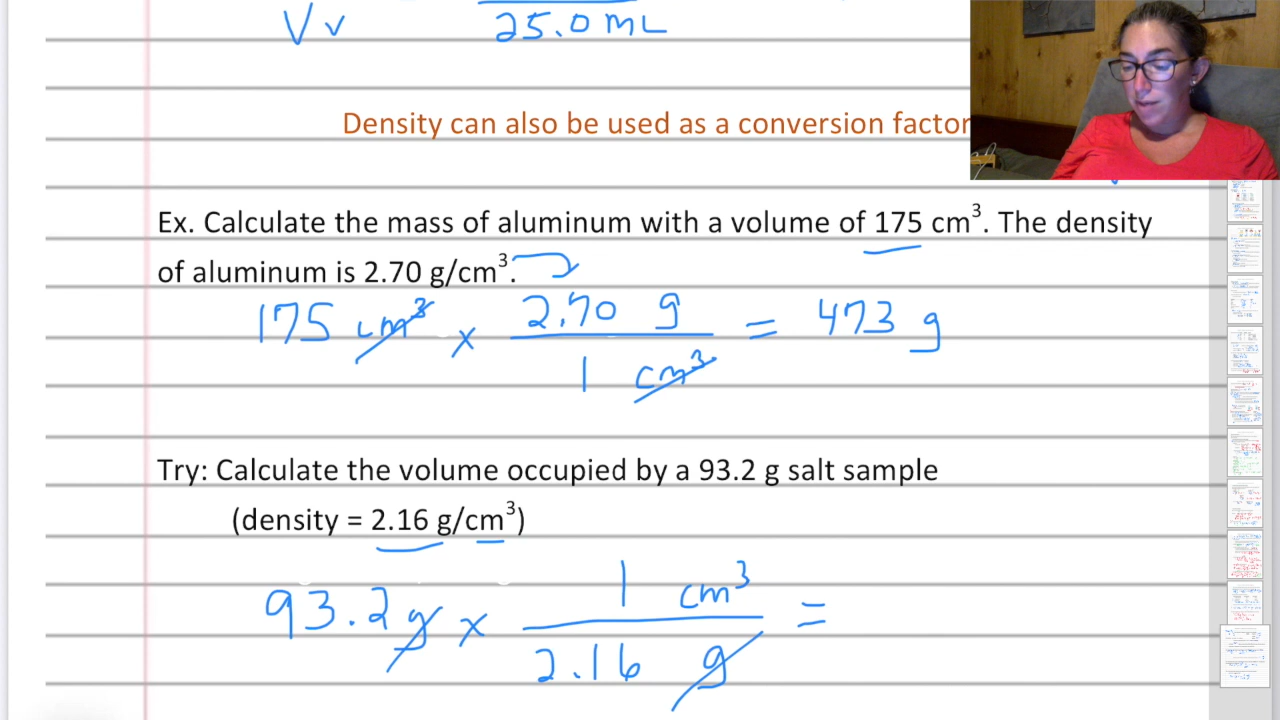 V v 25.0 mL
Density can also be used as a conversion factor
Ex. Calculate the mass of aluminum with a volume of 175 cm³. The density
of aluminum is 2.70 g/cm³.
175 cm³ x 2.70 g / 1 cm³ = 473 g
Try: Calculate the volume occupied by a 93.2 g salt sample
(density = 2.16 g/cm³)
93.2 g x 1 cm³ / 2.16 g =